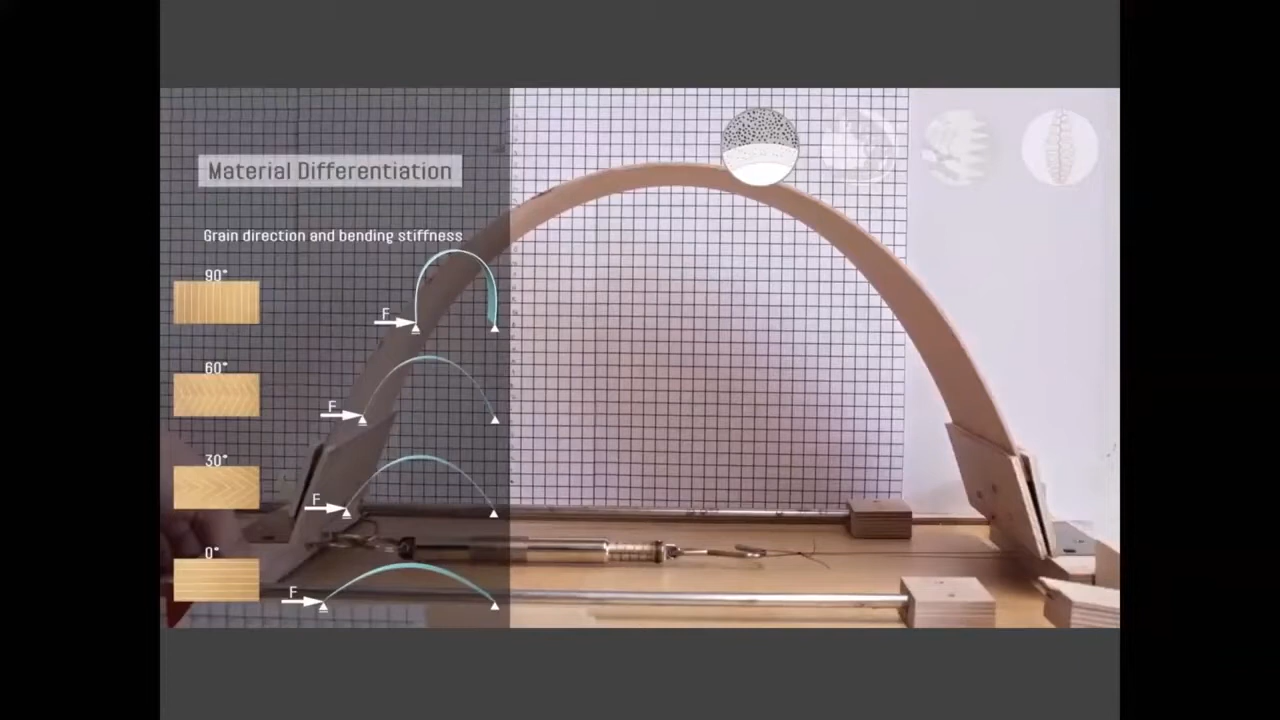 Material Differentiation
Grain direction and bending stiffness
90°
F
60°
F
30°
F
0°
F